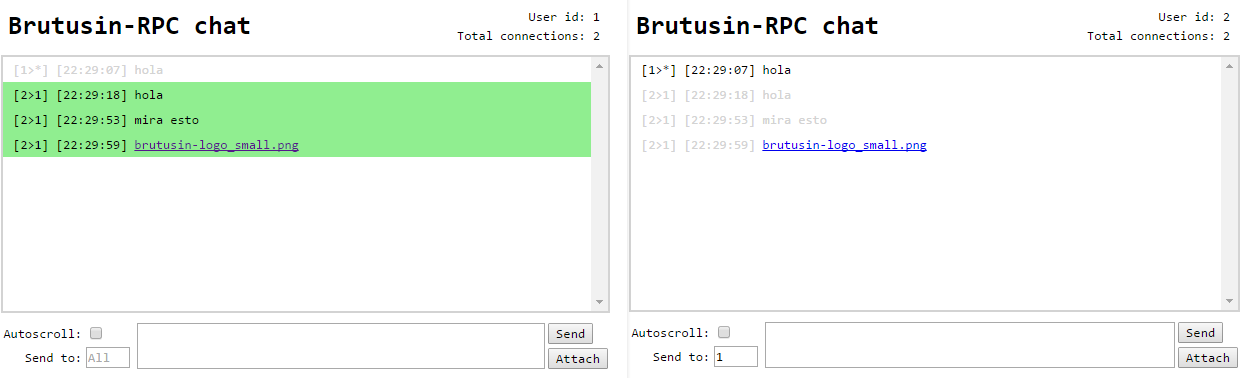 Brutusin-RPC chat
User id: 1
Total connections: 2
[1>*] [22:29:07] hola
[2>1] [22:29:18] hola
[2>1] [22:29:53] mira esto
[2>1] [22:29:59] brutusin-logo_small.png
Autoscroll:
Send
Send to: All
Attach
Brutusin-RPC chat
User id: 2
Total connections: 2
[1>*] [22:29:07] hola
[2>1] [22:29:18] hola
[2>1] [22:29:53] mira esto
[2>1] [22:29:59] brutusin-logo_small.png
Autoscroll:
Send
Send to: 1
Attach